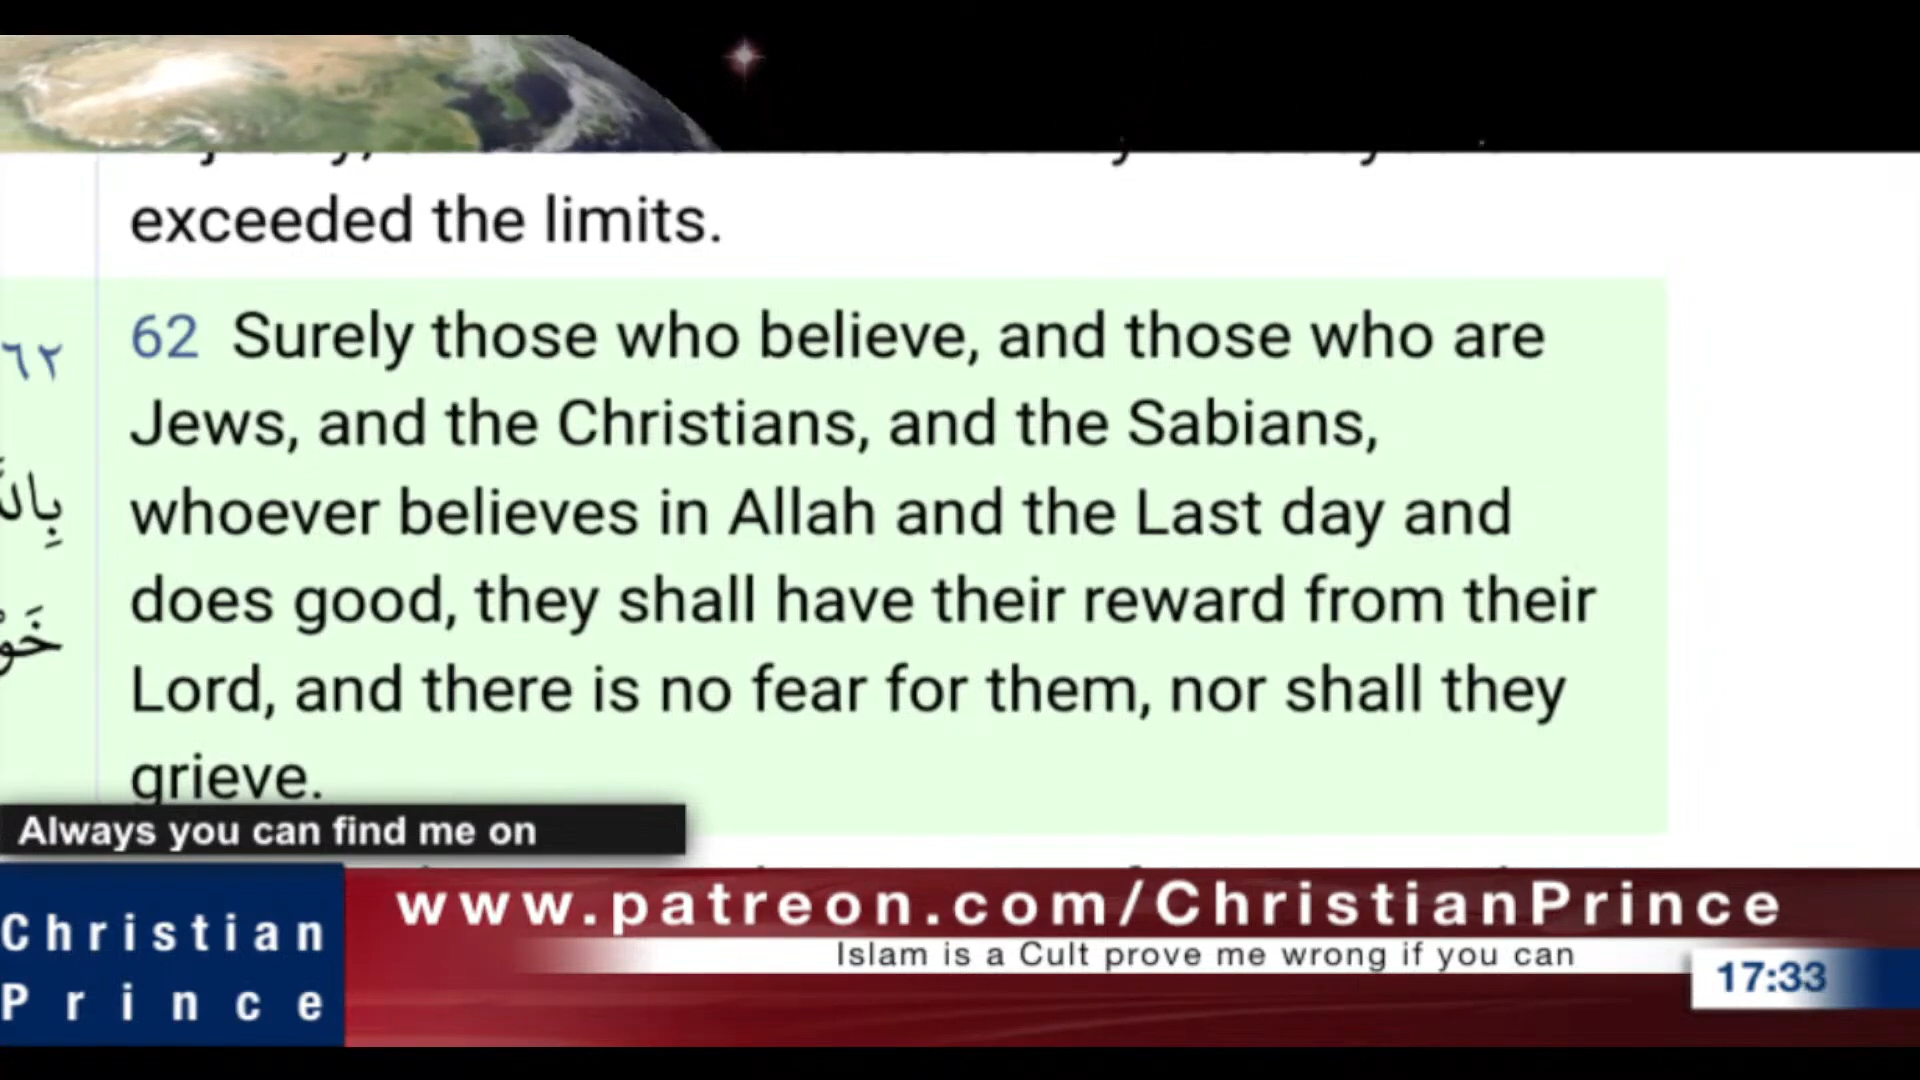 exceeded the limits.
٦٢
62 Surely those who believe, and those who are
Jews, and the Christians, and the Sabians,
whoever believes in Allah and the Last day and
does good, they shall have their reward from their
Lord, and there is no fear for them, nor shall they
grieve.
Always you can find me on
Christian
Prince
www.patreon.com/ChristianPrince
Islam is a Cult prove me wrong if you can
17:33